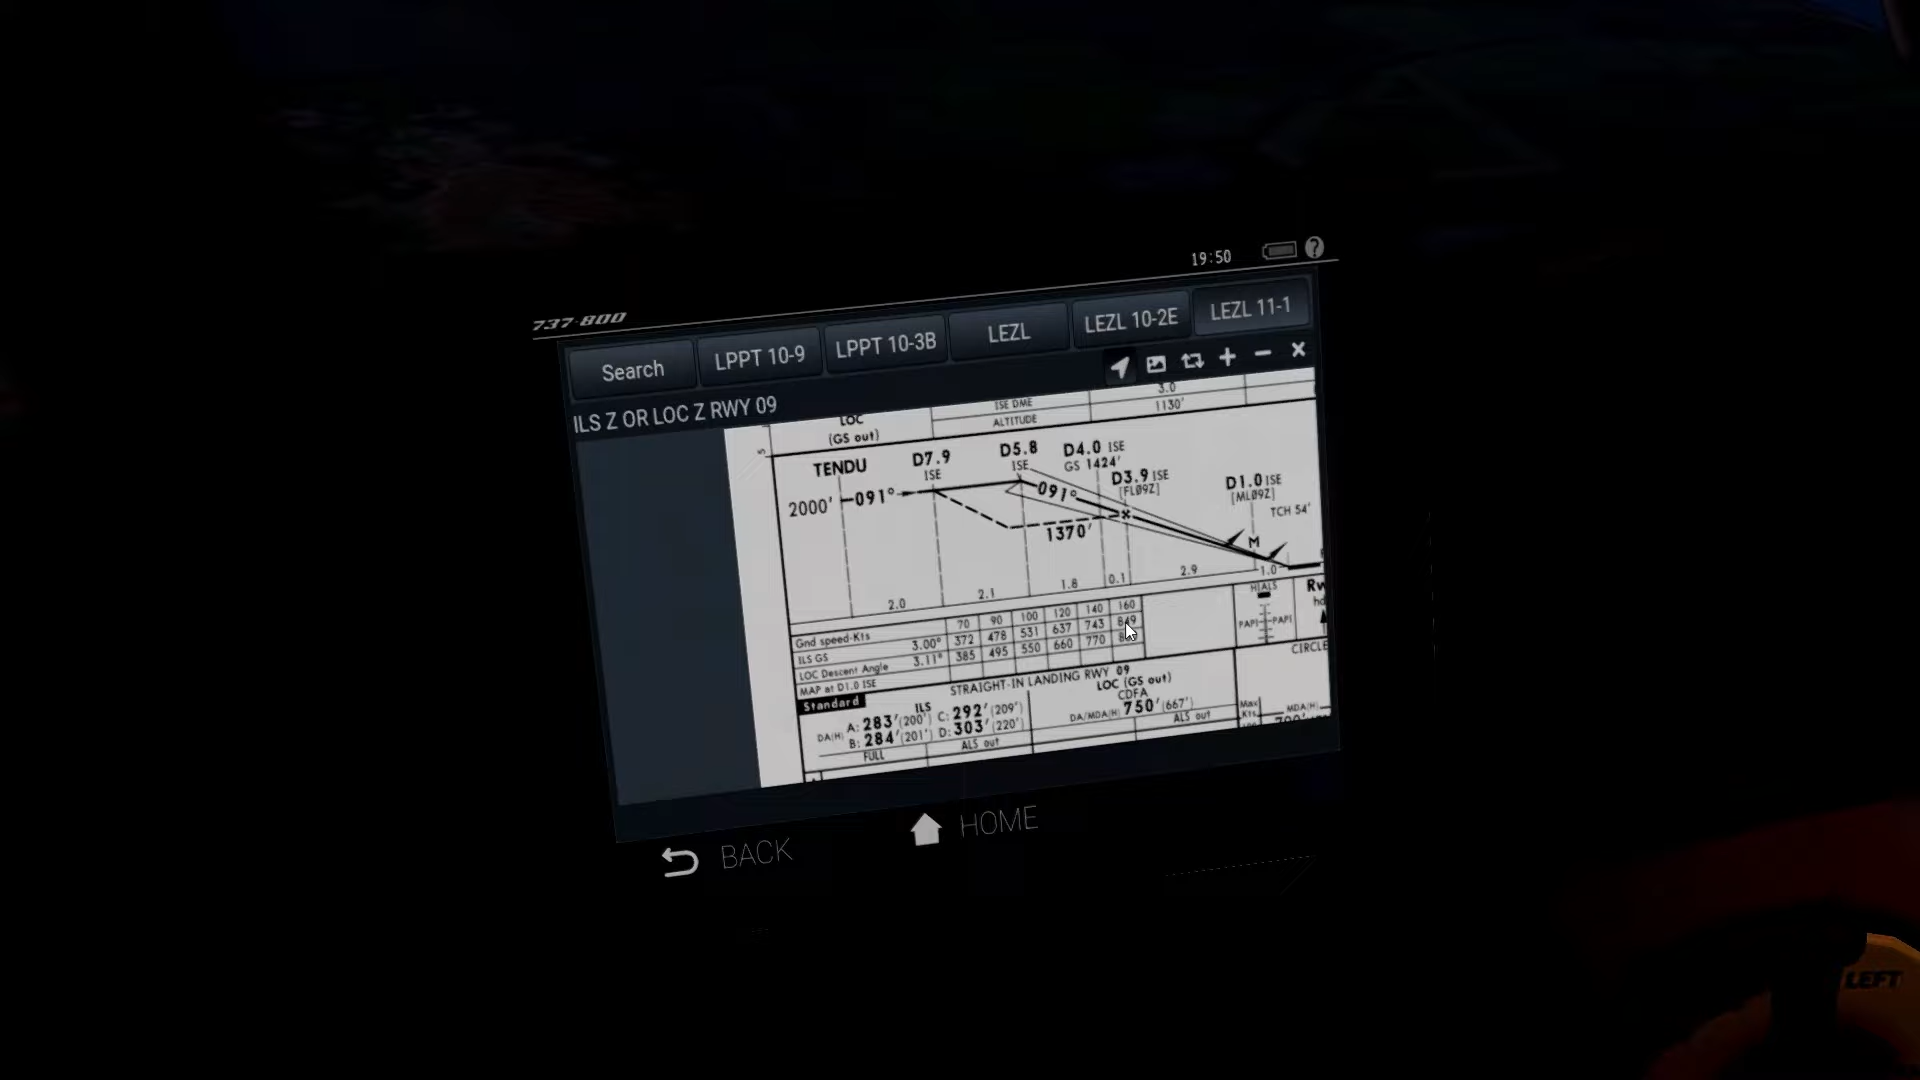 19:50
737-800
Search
LPPT 10-9
LPPT 10-3B
LEZL
LEZL 10-2E
LEZL 11-1
ILS Z OR LOC Z RWY 09
LOC
(GS out)
ISE DME
3.0
ALTITUDE
1130'
TENDU
D7.9
ISE
D5.8
ISE
D4.0 ISE
GS 1424'
D3.9 ISE
[FL09Z]
D1.0 ISE
[ML09Z]
TCH 54'
2000'
091°
091°
1370'
M
2.0
2.1
1.8
0.1
2.9
1.0
Gnd speed-Kts 70 90 100 120 140 160
ILS GS 3.00° 372 478 531 637 743 849
LOC Descent Angle 3.11° 385 495 550 660 770
MAP at D1.0 ISE
HIALS
PAPI PAPI
Standard
STRAIGHT-IN LANDING RWY 09
CIRCLE
ILS
LOC (GS out)
CDFA
DA(H)
A: 283'(200') C: 292'(209')
B: 284'(201') D: 303'(220')
DA/MDA(H) 750'(667')
Max
Kts
MDA(H)
FULL
ALS out
ALS out
BACK
HOME
LEFT